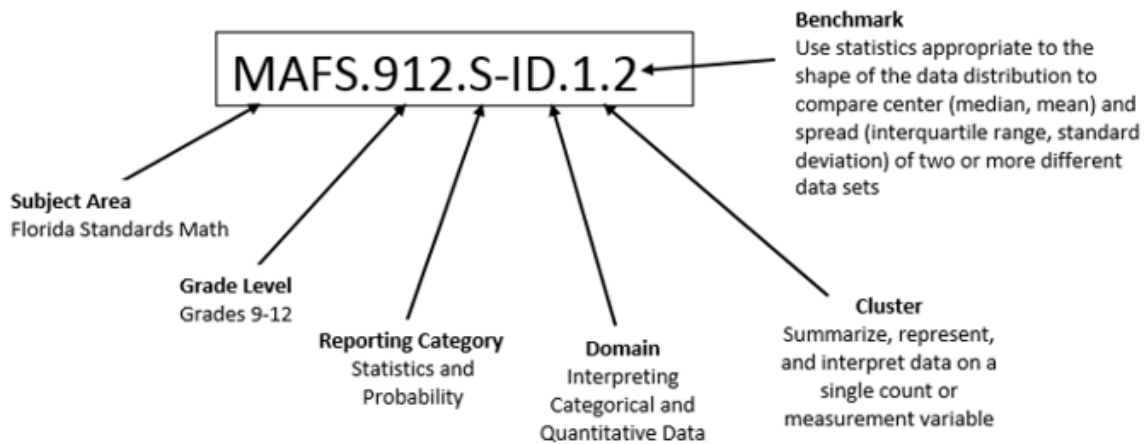 Benchmark
Use statistics appropriate to the
shape of the data distribution to
compare center (median, mean) and
spread (interquartile range, standard
deviation) of two or more different
data sets
MAFS.912.S-ID.1.2
Subject Area
Florida Standards Math
Grade Level
Grades 9-12
Reporting Category
Statistics and
Probability
Domain
Interpreting
Categorical and
Quantitative Data
Cluster
Summarize, represent,
and interpret data on a
single count or
measurement variable